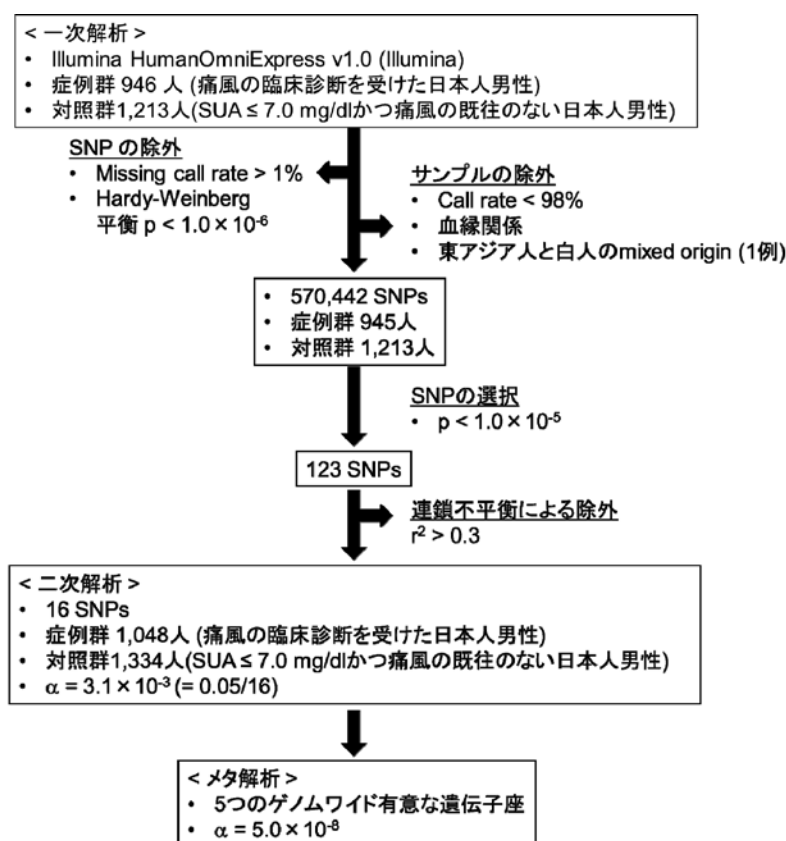 < 一次解析 >
• Illumina HumanOmniExpress v1.0 (Illumina)
• 症例群 946 人 (痛風の臨床診断を受けた日本人男性)
• 対照群1,213人(SUA ≤ 7.0 mg/dlかつ痛風の既往のない日本人男性)
SNP の除外
• Missing call rate > 1%
• Hardy-Weinberg
平衡 p < 1.0 × 10⁻⁶
サンプルの除外
• Call rate < 98%
• 血縁関係
• 東アジア人と白人のmixed origin (1例)
• 570,442 SNPs
• 症例群 945人
• 対照群 1,213人
SNPの選択
• p < 1.0 × 10⁻⁵
123 SNPs
連鎖不平衡による除外
r² > 0.3
< 二次解析 >
• 16 SNPs
• 症例群 1,048人 (痛風の臨床診断を受けた日本人男性)
• 対照群1,334人(SUA ≤ 7.0 mg/dlかつ痛風の既往のない日本人男性)
• α = 3.1 × 10⁻³ (= 0.05/16)
< メタ解析 >
• 5つのゲノムワイド有意な遺伝子座
• α = 5.0 × 10⁻⁸